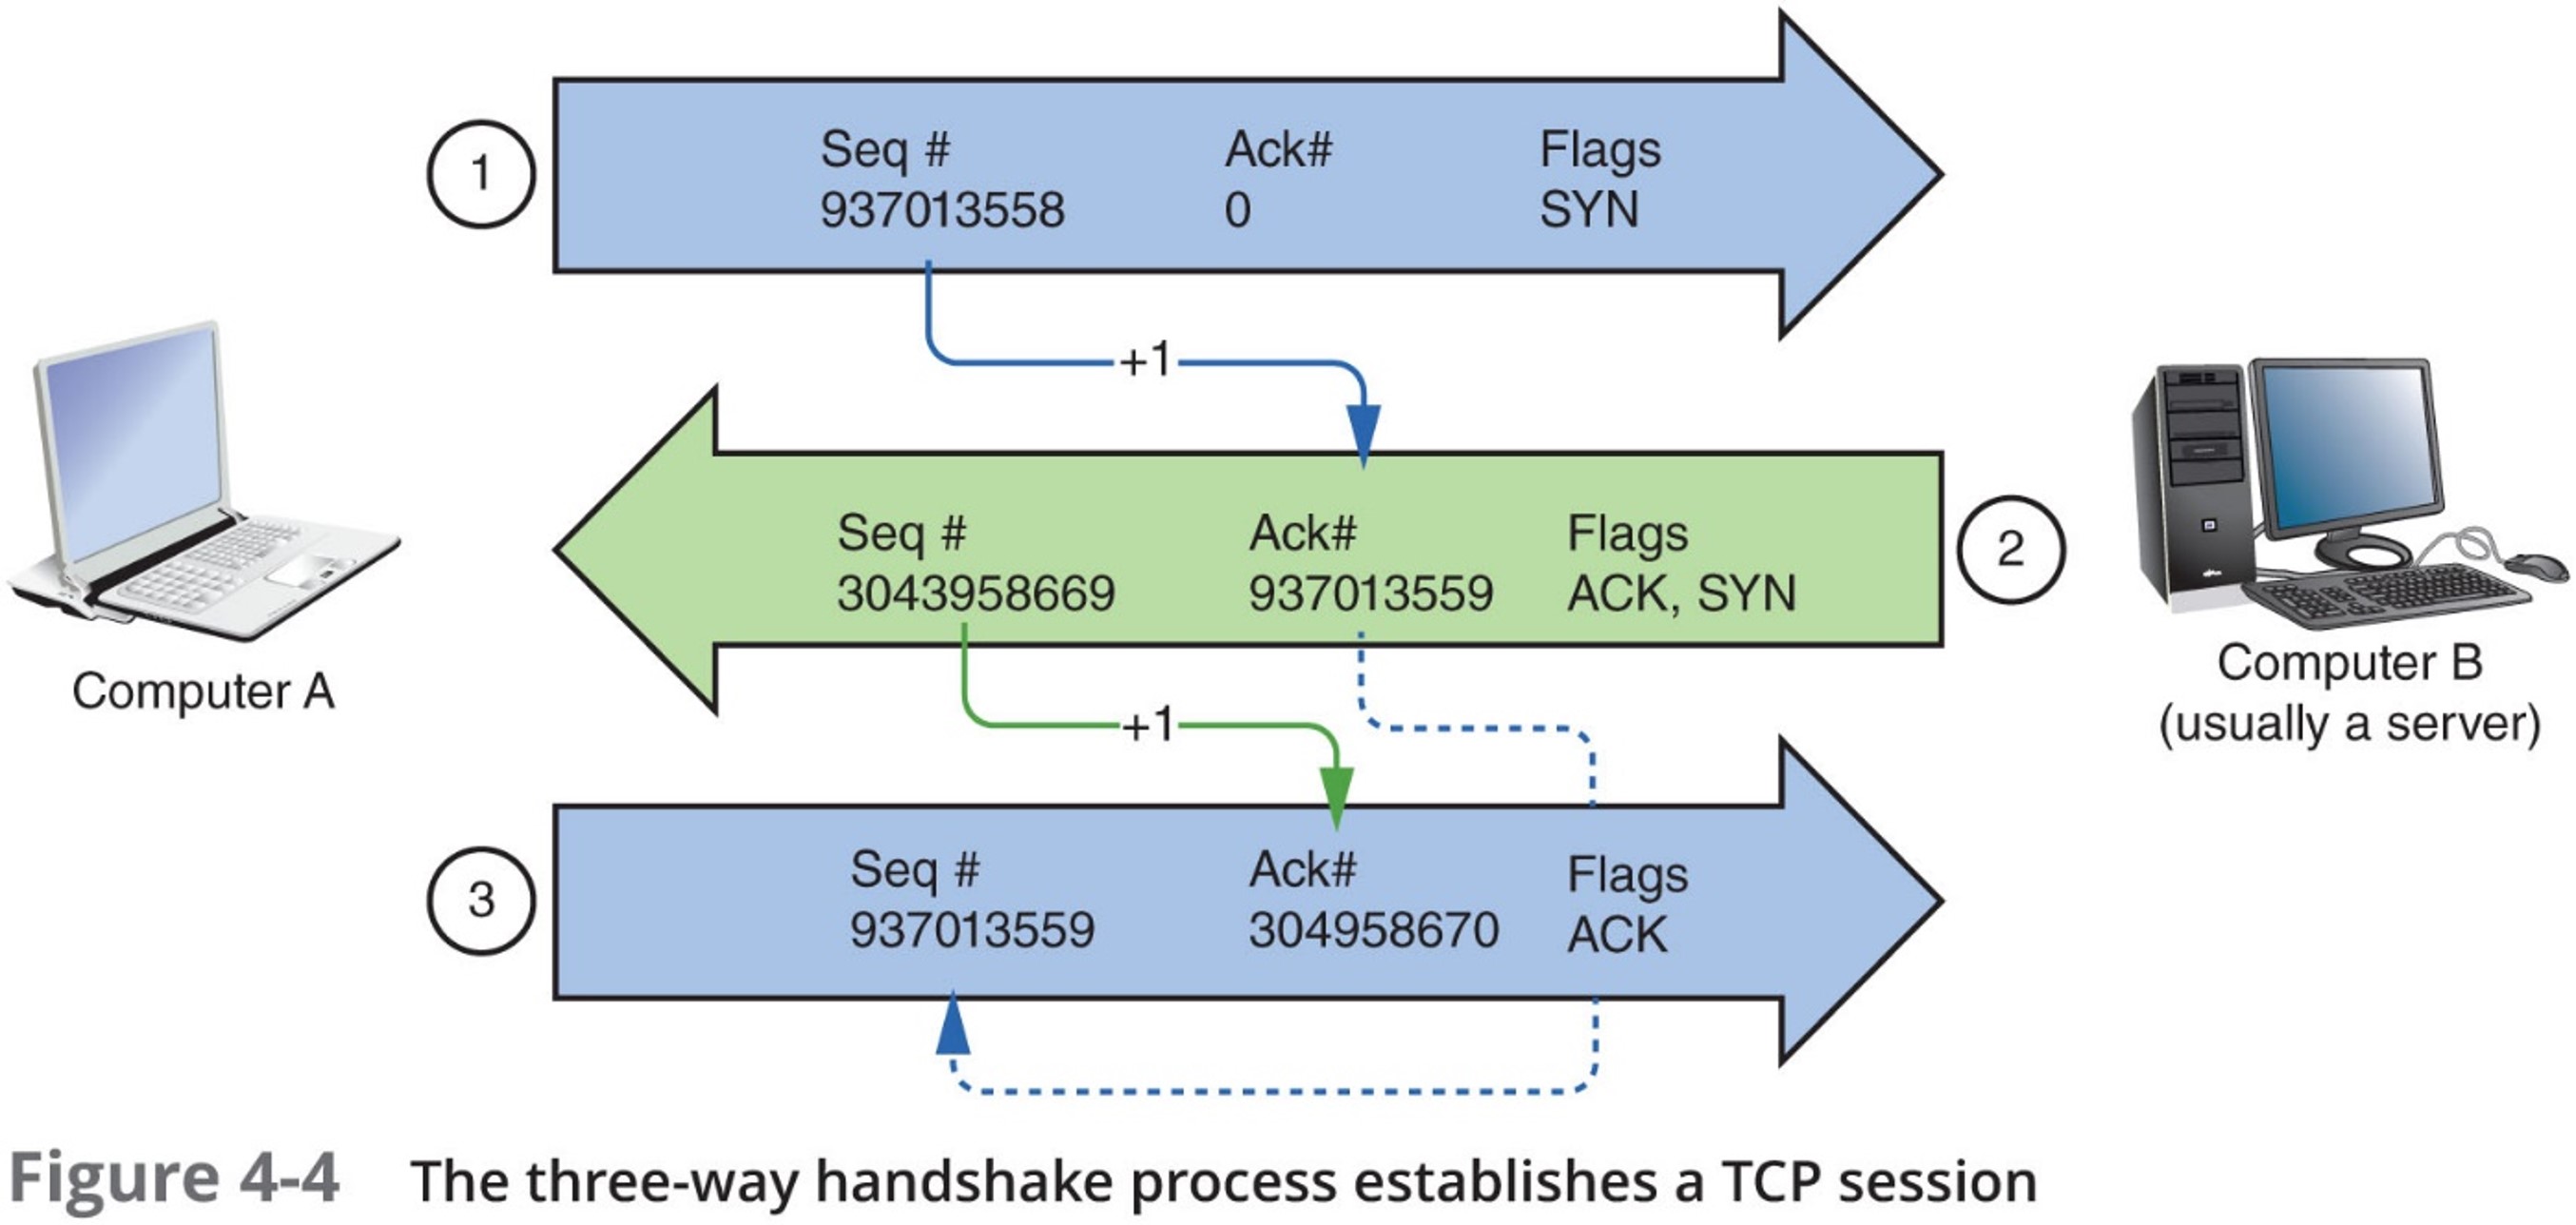 1
Seq # Ack# Flags
937013558 0 SYN
+1
Seq # Ack# Flags
3043958669 937013559 ACK, SYN
2
Computer A
Computer B
(usually a server)
+1
3
Seq # Ack# Flags
937013559 304958670 ACK
Figure 4-4 The three-way handshake process establishes a TCP session